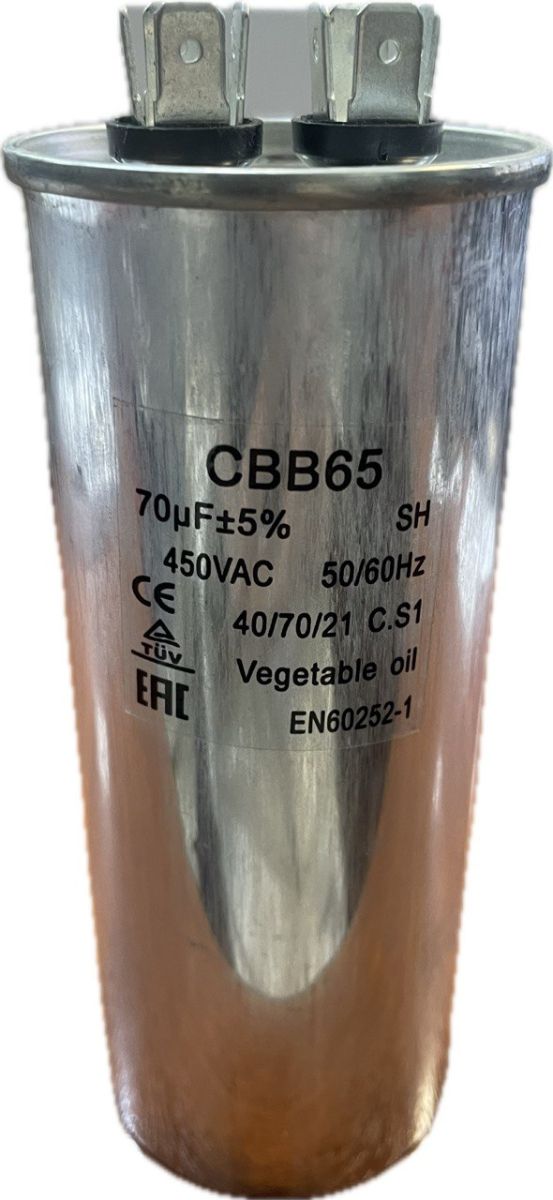 CBB65
70µF±5% SH
450VAC 50/60Hz
CE 40/70/21 C.S1
TÜV Vegetable oil
EAC EN60252-1